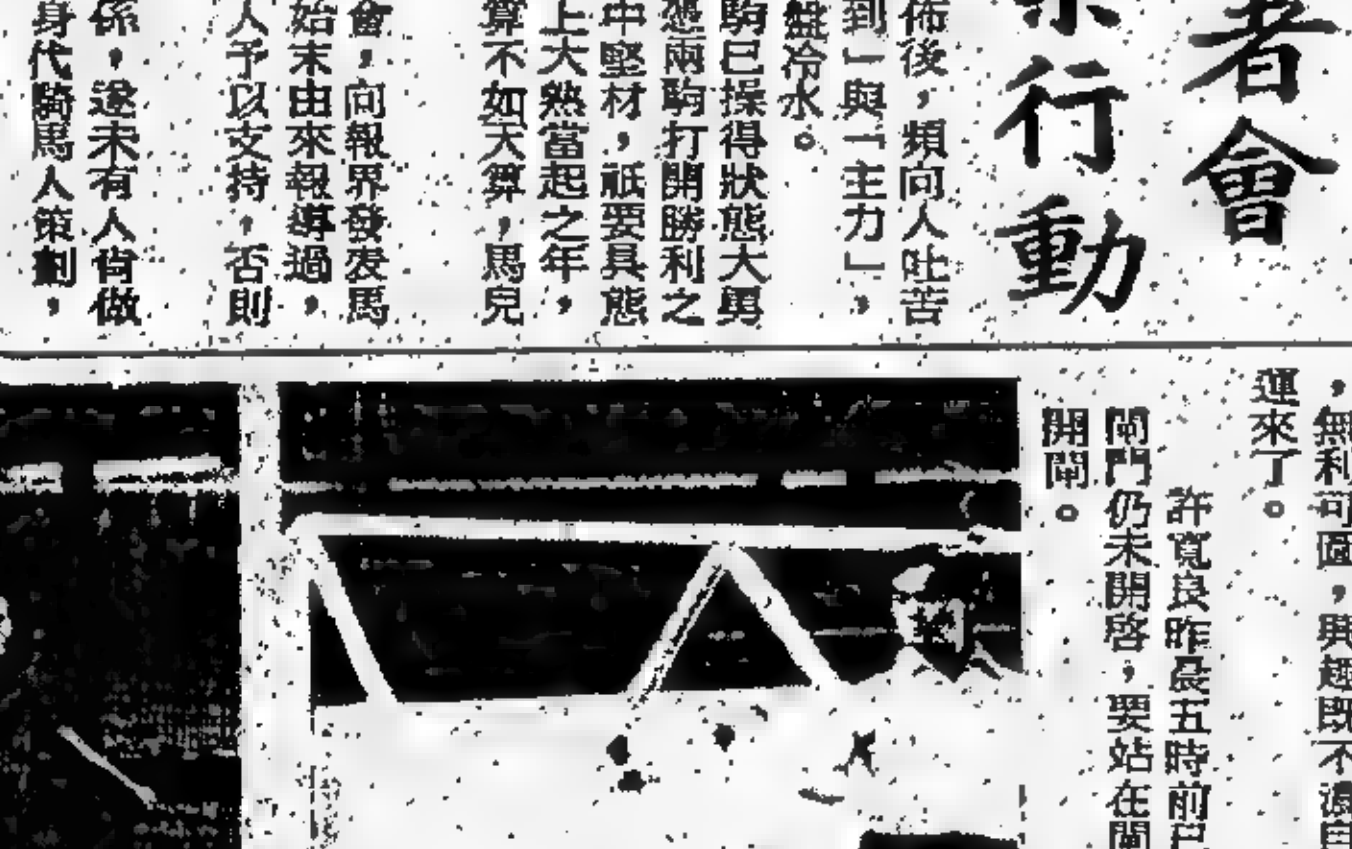 者會
行動
佈後，頻向人吐苦
到」與「主力」，
盤冷水。
駒已操得狀態大勇
憑兩駒打開勝利之
中堅材，祇要具態
上大熱當起之年，
算不如天算，馬兒
會，向報界發表馬
始末由來報導過，
人予以支持，否則
係，遂未有人肯做
身代騎馬人策劃，
，無利可圖，興趣既不濃
運來了。
許寬良昨晨五時前已
閘門仍未開啓，要站在閘
開閘。